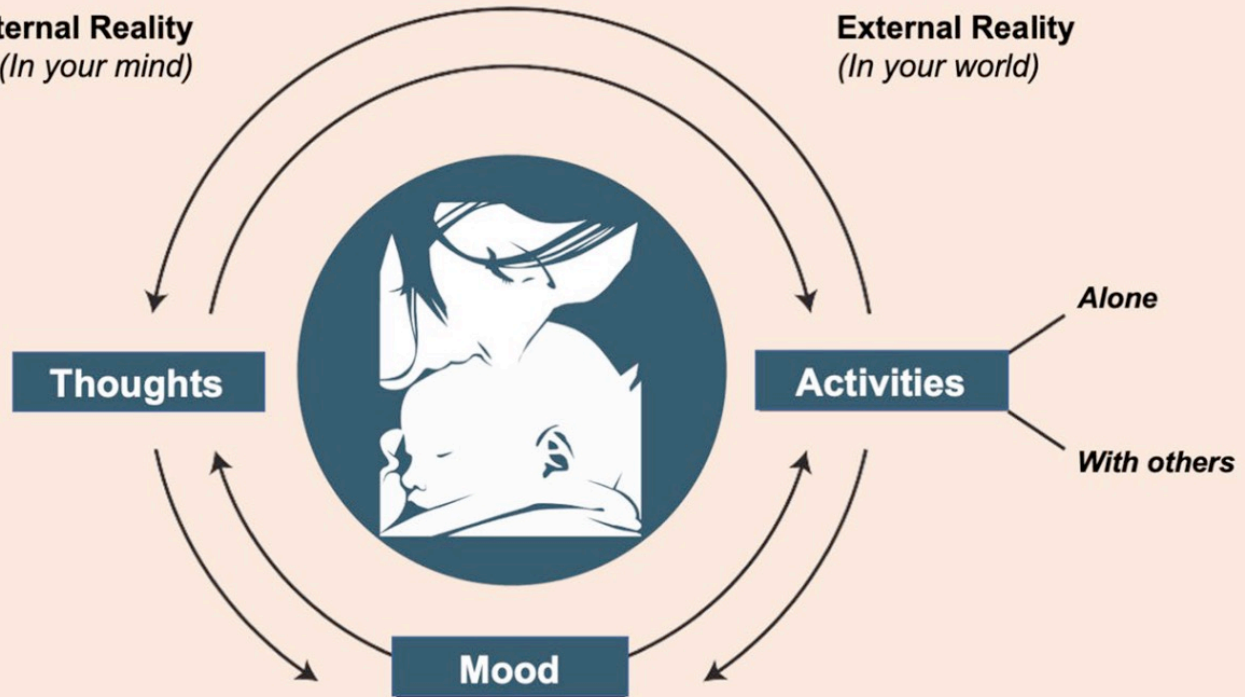 ternal Reality
(In your mind)
External Reality
(In your world)
Alone
Thoughts
Activities
With others
Mood